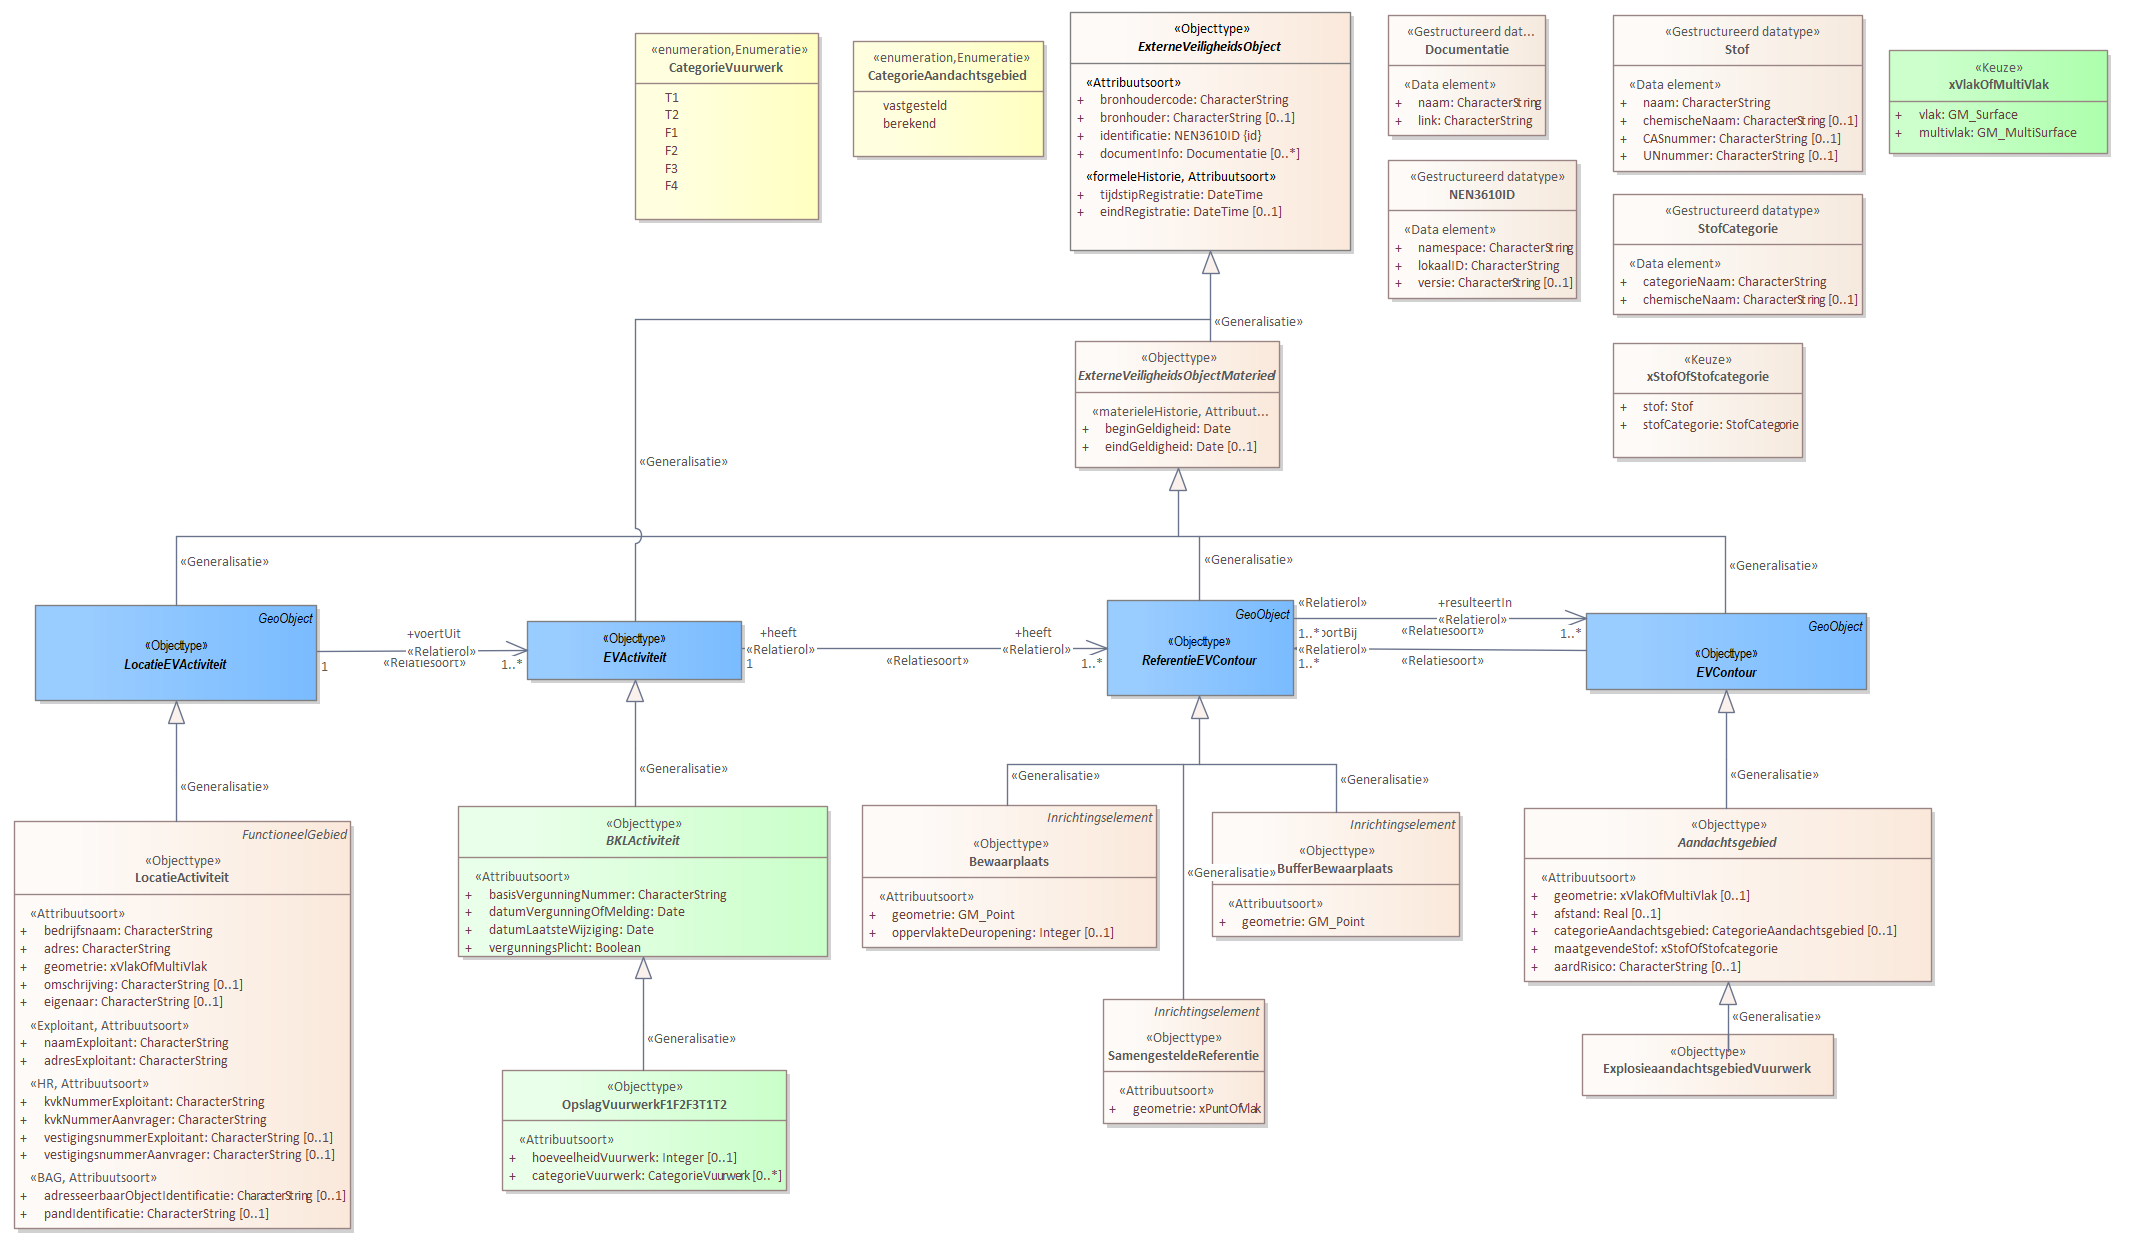 «enumeration,Enumeratie»
CategorieVuurwerk
T1
T2
F1
F2
F3
F4
«enumeration,Enumeratie»
CategorieAandachtsgebied
vastgesteld
berekend
«Objecttype»
ExterneVeiligheidsObject
«Attribuutsoort»
+ bronhoudercode: CharacterString
+ bronhouder: CharacterString [0..1]
+ identificatie: NEN3610ID {id}
+ documentInfo: Documentatie [0..*]
«formeleHistorie, Attribuutsoort»
+ tijdstipRegistratie: DateTime
+ eindRegistratie: DateTime [0..1]
«Gestructureerd dat...
Documentatie
«Data element»
+ naam: CharacterString
+ link: CharacterString
«Gestructureerd datatype»
NEN3610ID
«Data element»
+ namespace: CharacterString
+ lokaalID: CharacterString
+ versie: CharacterString [0..1]
«Gestructureerd datatype»
Stof
«Data element»
+ naam: CharacterString
+ chemischeNaam: CharacterString [0..1]
+ CASnummer: CharacterString [0..1]
+ UNnummer: CharacterString [0..1]
«Gestructureerd datatype»
StofCategorie
«Data element»
+ categorieNaam: CharacterString
+ chemischeNaam: CharacterString [0..1]
«Keuze»
xStofOfStofcategorie
+ stof: Stof
+ stofCategorie: StofCategorie
«Keuze»
xVlakOfMultiVlak
+ vlak: GM_Surface
+ multivlak: GM_MultiSurface
«Generalisatie»
«Objecttype»
ExterneVeiligheidsObjectMaterieel
«materieleHistorie, Attribuut...
+ beginGeldigheid: Date
+ eindGeldigheid: Date [0..1]
«Generalisatie»
«Generalisatie»
«Generalisatie»
«Generalisatie»
GeoObject
«Objecttype»
LocatieEVActiviteit
1
+voertUit
«Relatierol»
«Relatiesoort»
1..*
«Objecttype»
EVActiviteit
+heeft
«Relatierol»
1
«Relatiesoort»
+heeft
«Relatierol»
1..*
GeoObject
«Objecttype»
ReferentieEVContour
«Relatierol»
1..*
oortBij
«Relatierol»
1..*
+resulteertIn
«Relatierol»
«Relatiesoort»
1..*
«Relatiesoort»
GeoObject
«Objecttype»
EVContour
«Generalisatie»
«Generalisatie»
«Generalisatie»
«Generalisatie»
«Generalisatie»
«Generalisatie»
FunctioneelGebied
«Objecttype»
LocatieActiviteit
«Attribuutsoort»
+ bedrijfsnaam: CharacterString
+ adres: CharacterString
+ geometrie: xVlakOfMultiVlak
+ omschrijving: CharacterString [0..1]
+ eigenaar: CharacterString [0..1]
«Exploitant, Attribuutsoort»
+ naamExploitant: CharacterString
+ adresExploitant: CharacterString
«HR, Attribuutsoort»
+ kvkNummerExploitant: CharacterString
+ kvkNummerAanvrager: CharacterString
+ vestigingsnummerExploitant: CharacterString [0..1]
+ vestigingsnummerAanvrager: CharacterString [0..1]
«BAG, Attribuutsoort»
+ adresseerbaarObjectIdentificatie: CharacterString [0..1]
+ pandIdentificatie: CharacterString [0..1]
«Objecttype»
BKLActiviteit
«Attribuutsoort»
+ basisVergunningNummer: CharacterString
+ datumVergunningOfMelding: Date
+ datumLaatsteWijziging: Date
+ vergunningsPlicht: Boolean
«Generalisatie»
«Objecttype»
OpslagVuurwerkF1F2F3T1T2
«Attribuutsoort»
+ hoeveelheidVuurwerk: Integer [0..1]
+ categorieVuurwerk: CategorieVuurwerk [0..*]
Inrichtingselement
«Objecttype»
Bewaarplaats
«Attribuutsoort»
+ geometrie: GM_Point
+ oppervlakteDeuropening: Integer [0..1]
Inrichtingselement
«Objecttype»
BufferBewaarplaats
«Attribuutsoort»
+ geometrie: GM_Point
Inrichtingselement
«Objecttype»
SamengesteldeReferentie
«Attribuutsoort»
+ geometrie: xPuntOfVlak
«Objecttype»
Aandachtsgebied
«Attribuutsoort»
+ geometrie: xVlakOfMultiVlak [0..1]
+ afstand: Real [0..1]
+ categorieAandachtsgebied: CategorieAandachtsgebied [0..1]
+ maatgevendeStof: xStofOfStofcategorie
+ aardRisico: CharacterString [0..1]
«Generalisatie»
«Objecttype»
ExplosieaandachtsgebiedVuurwerk